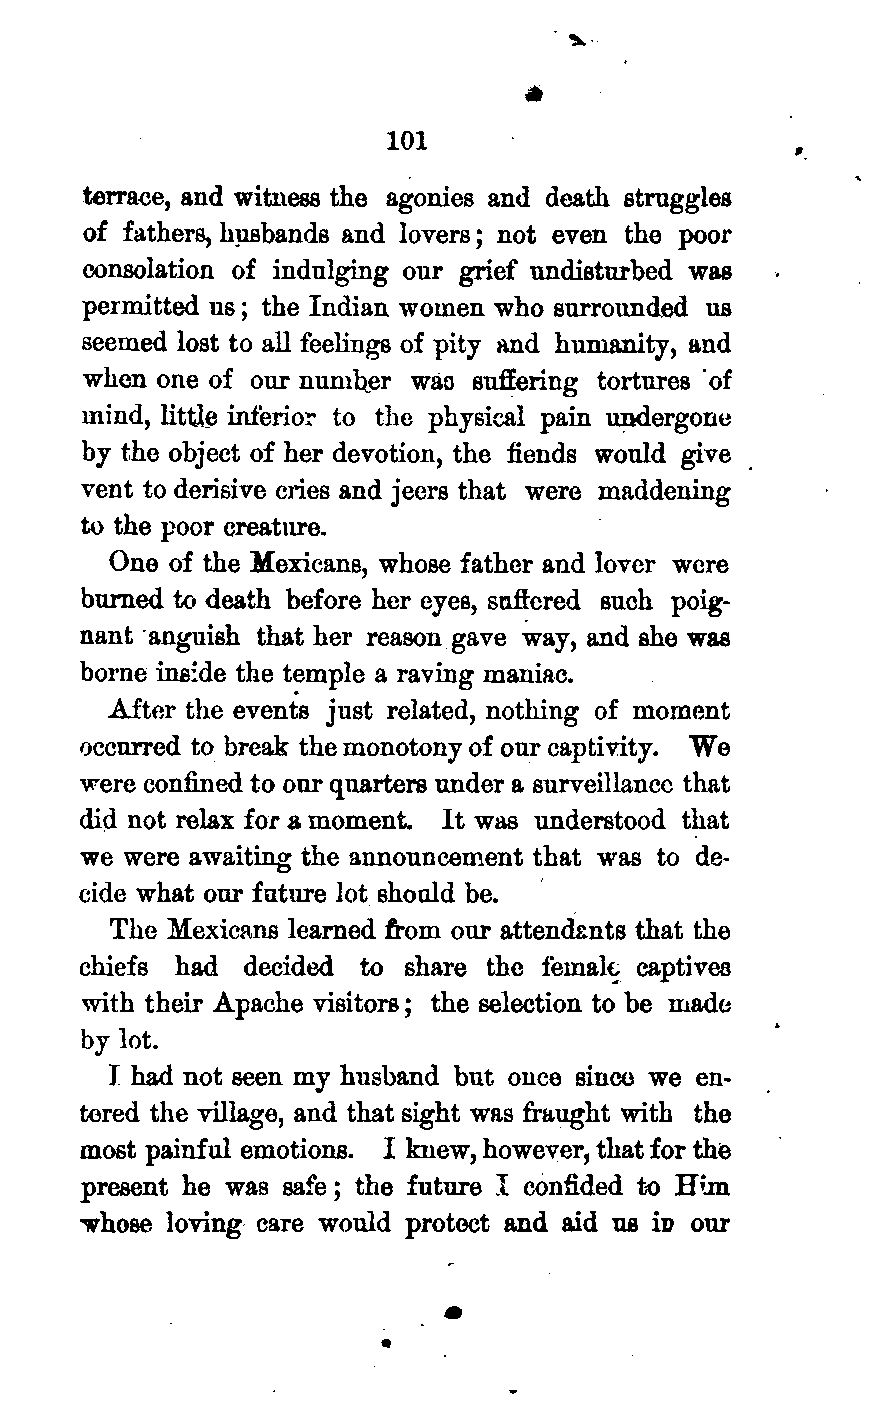 101
terrace, and witness the agonies and death struggles
of fathers, husbands and lovers; not even the poor
consolation of indulging our grief undisturbed was
permitted us; the Indian women who surrounded us
seemed lost to all feelings of pity and humanity, and
when one of our number was suffering tortures of
mind, little inferior to the physical pain undergone
by the object of her devotion, the fiends would give
vent to derisive cries and jeers that were maddening
to the poor creature.
One of the Mexicans, whose father and lover were
burned to death before her eyes, suffered such poig-
nant anguish that her reason gave way, and she was
borne inside the temple a raving maniac.
After the events just related, nothing of moment
occurred to break the monotony of our captivity. We
were confined to our quarters under a surveillance that
did not relax for a moment. It was understood that
we were awaiting the announcement that was to de-
cide what our future lot should be.
The Mexicans learned from our attendants that the
chiefs had decided to share the female captives
with their Apache visitors; the selection to be made
by lot.
I had not seen my husband but once since we en-
tered the village, and that sight was fraught with the
most painful emotions. I knew, however, that for the
present he was safe; the future I confided to Him
whose loving care would protect and aid us in our